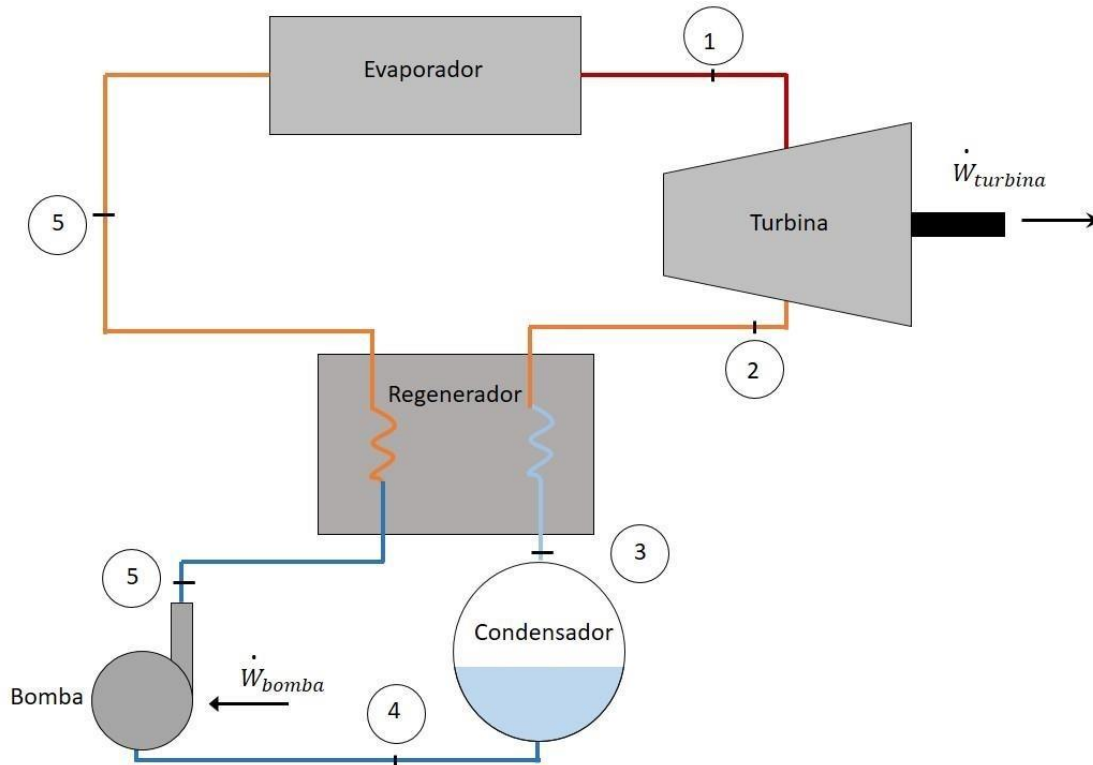 1
Evaporador
Ẇturbina
5
Turbina
2
Regenerador
3
5
Condensador
Ẇbomba
Bomba
4